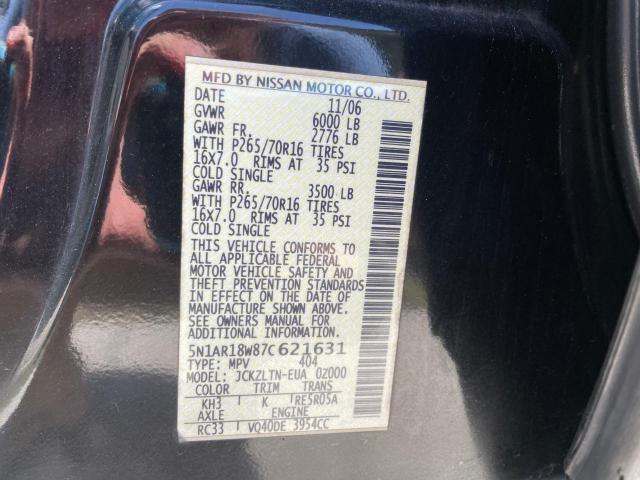 MFD BY NISSAN MOTOR CO., LTD.
DATE 11/06
GVWR 6000 LB
GAWR FR. 2776 LB
WITH P265/70R16 TIRES
16X7.0 RIMS AT 35 PSI
COLD SINGLE
GAWR RR. 3500 LB
WITH P265/70R16 TIRES
16X7.0 RIMS AT 35 PSI
COLD SINGLE
THIS VEHICLE CONFORMS TO
ALL APPLICABLE FEDERAL
MOTOR VEHICLE SAFETY AND
THEFT PREVENTION STANDARDS
IN EFFECT ON THE DATE OF
MANUFACTURE SHOWN ABOVE.
SEE OWNERS MANUAL FOR
ADDITIONAL INFORMATION.
5N1AR18W87C621631
TYPE: MPV 404
MODEL: JCKZLTN-EUA 0Z000
COLOR TRIM TRANS
KH3 K RE5R05A
AXLE ENGINE
RC33 VQ40DE 3954CC